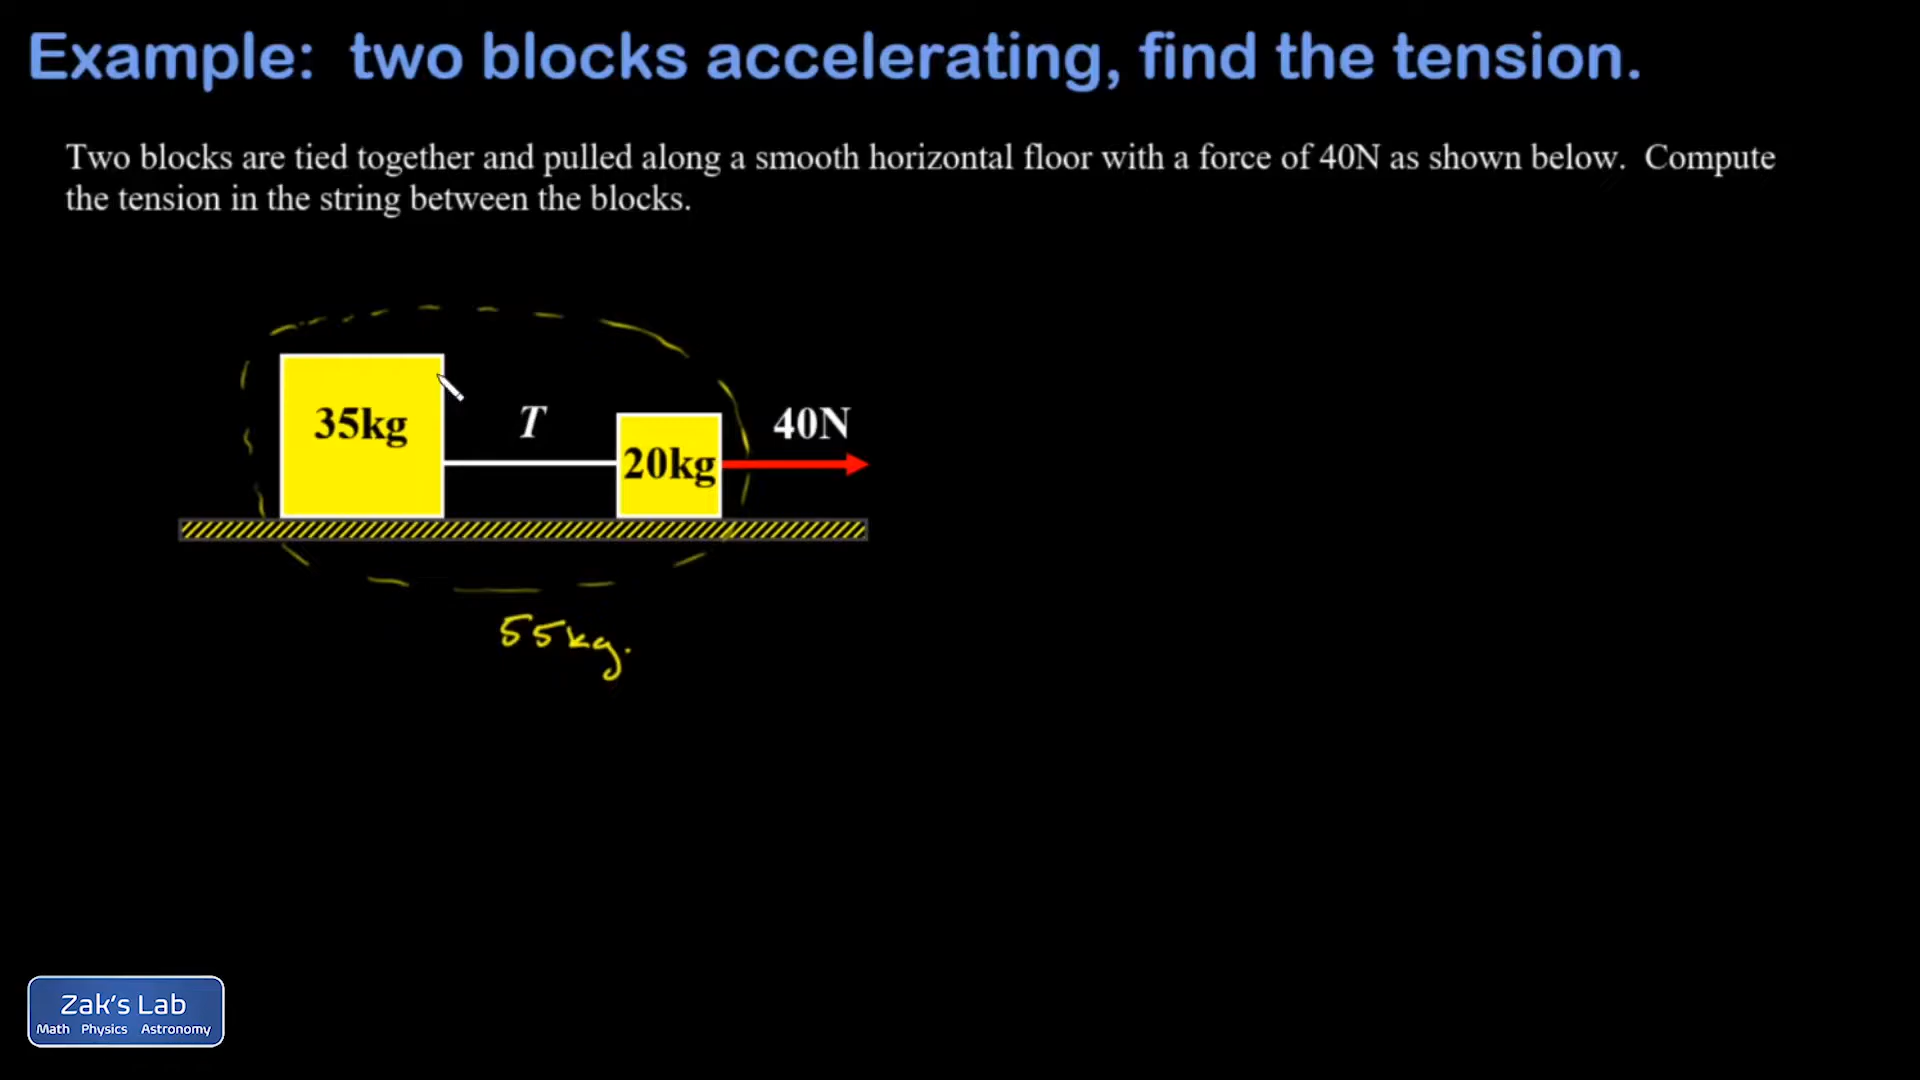 Example: two blocks accelerating, find the tension.
Two blocks are tied together and pulled along a smooth horizontal floor with a force of 40N as shown below. Compute
the tension in the string between the blocks.
35kg
T
20kg
40N
55kg.
Zak's Lab
Math Physics Astronomy